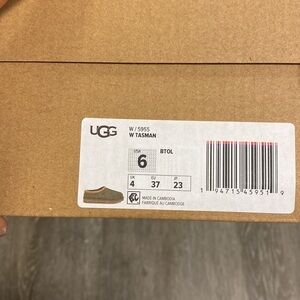 UGG
W / 5955
W TASMAN
USA
6
BTOL
UK
4
EU
37
JP
23
MADE IN CAMBODIA
FABRIQUÉ AU CAMBODGE
1 94715 45951 9